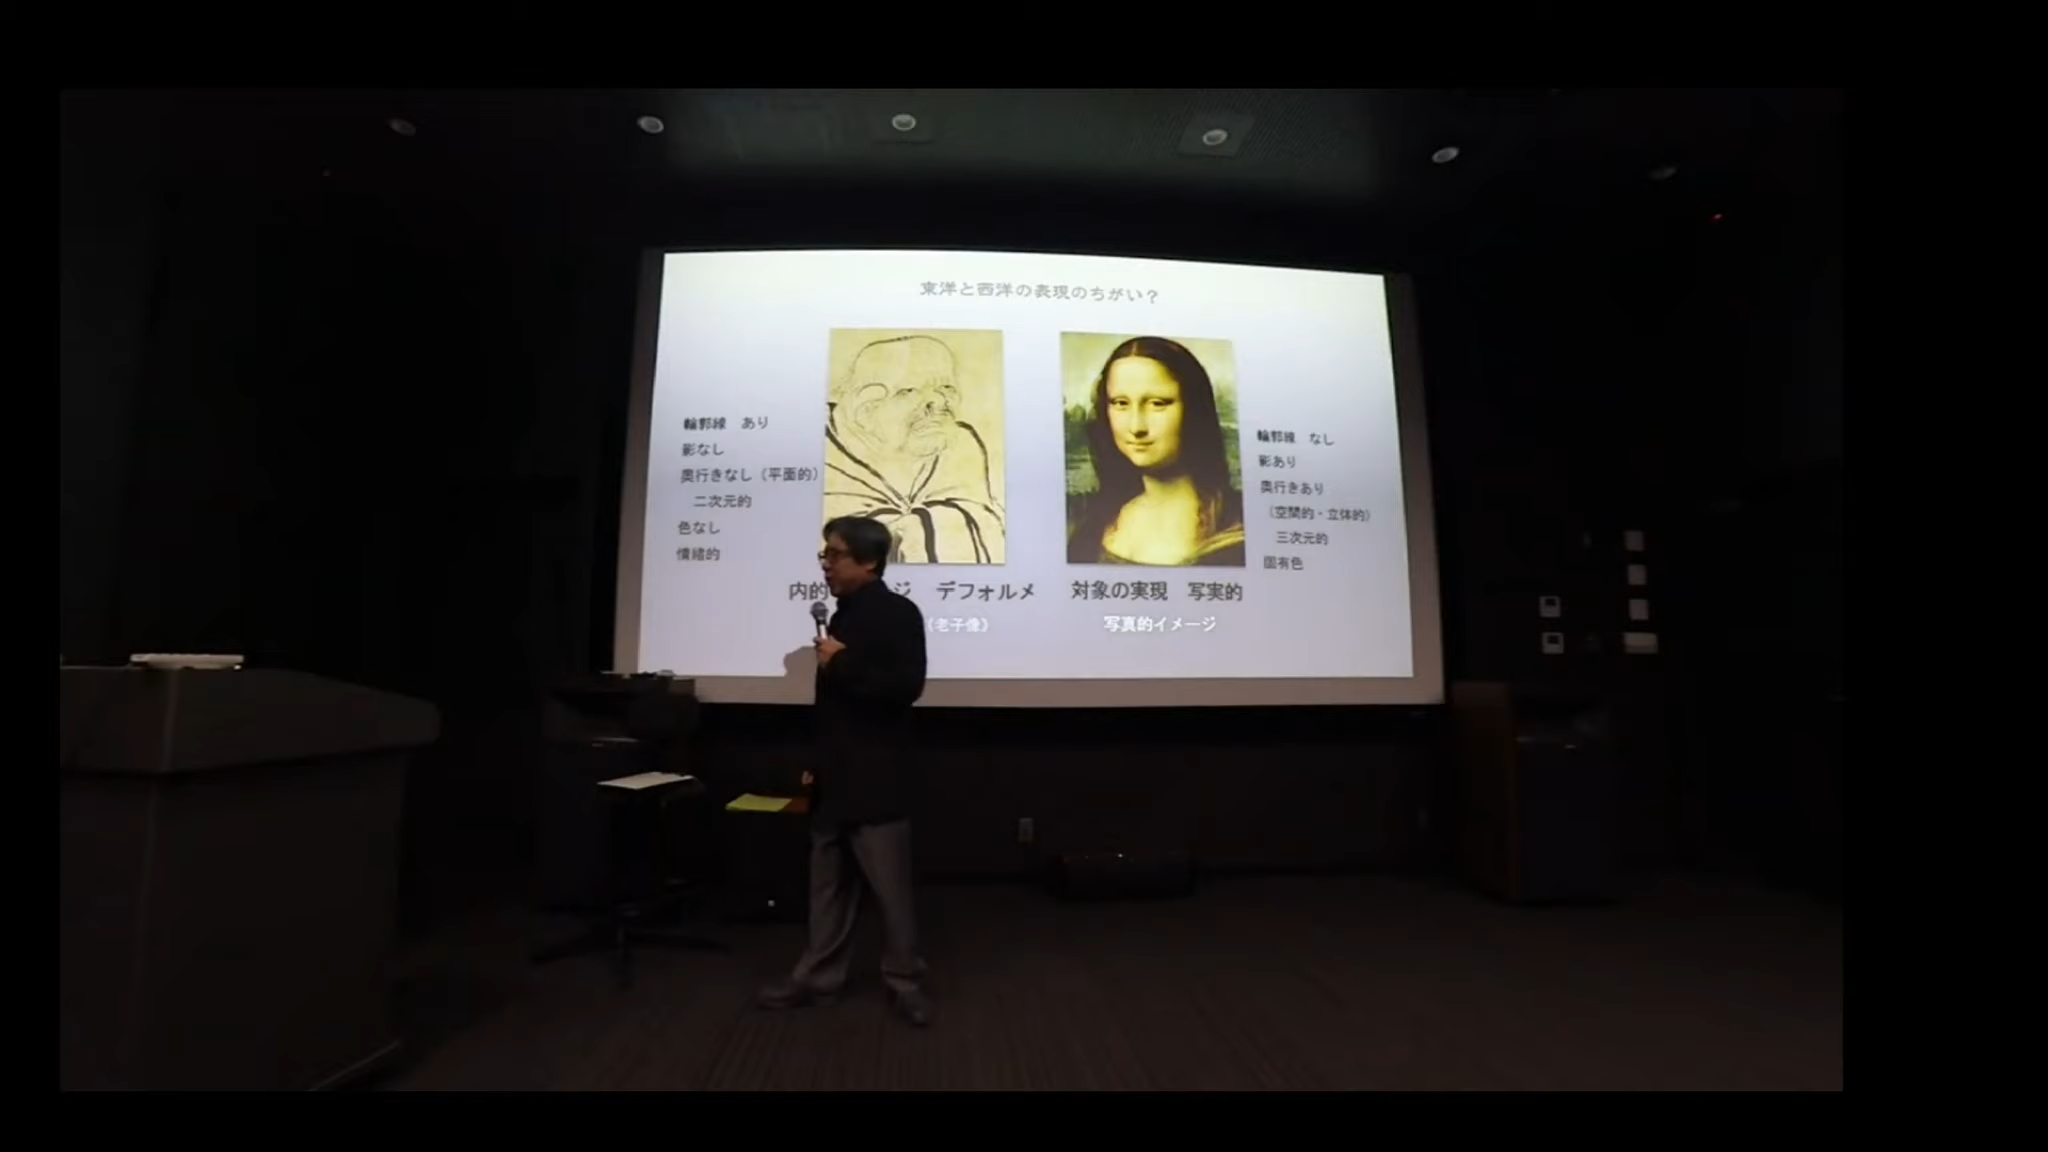 東洋と西洋の表現のちがい？
輪郭線　あり
影なし
奥行きなし（平面的）
二次元的
色なし
情緒的
内的　ジ　デフォルメ
（老子像）
輪郭線　なし
影あり
奥行きあり
（空間的・立体的）
三次元的
固有色
対象の実現　写実的
写真的イメージ